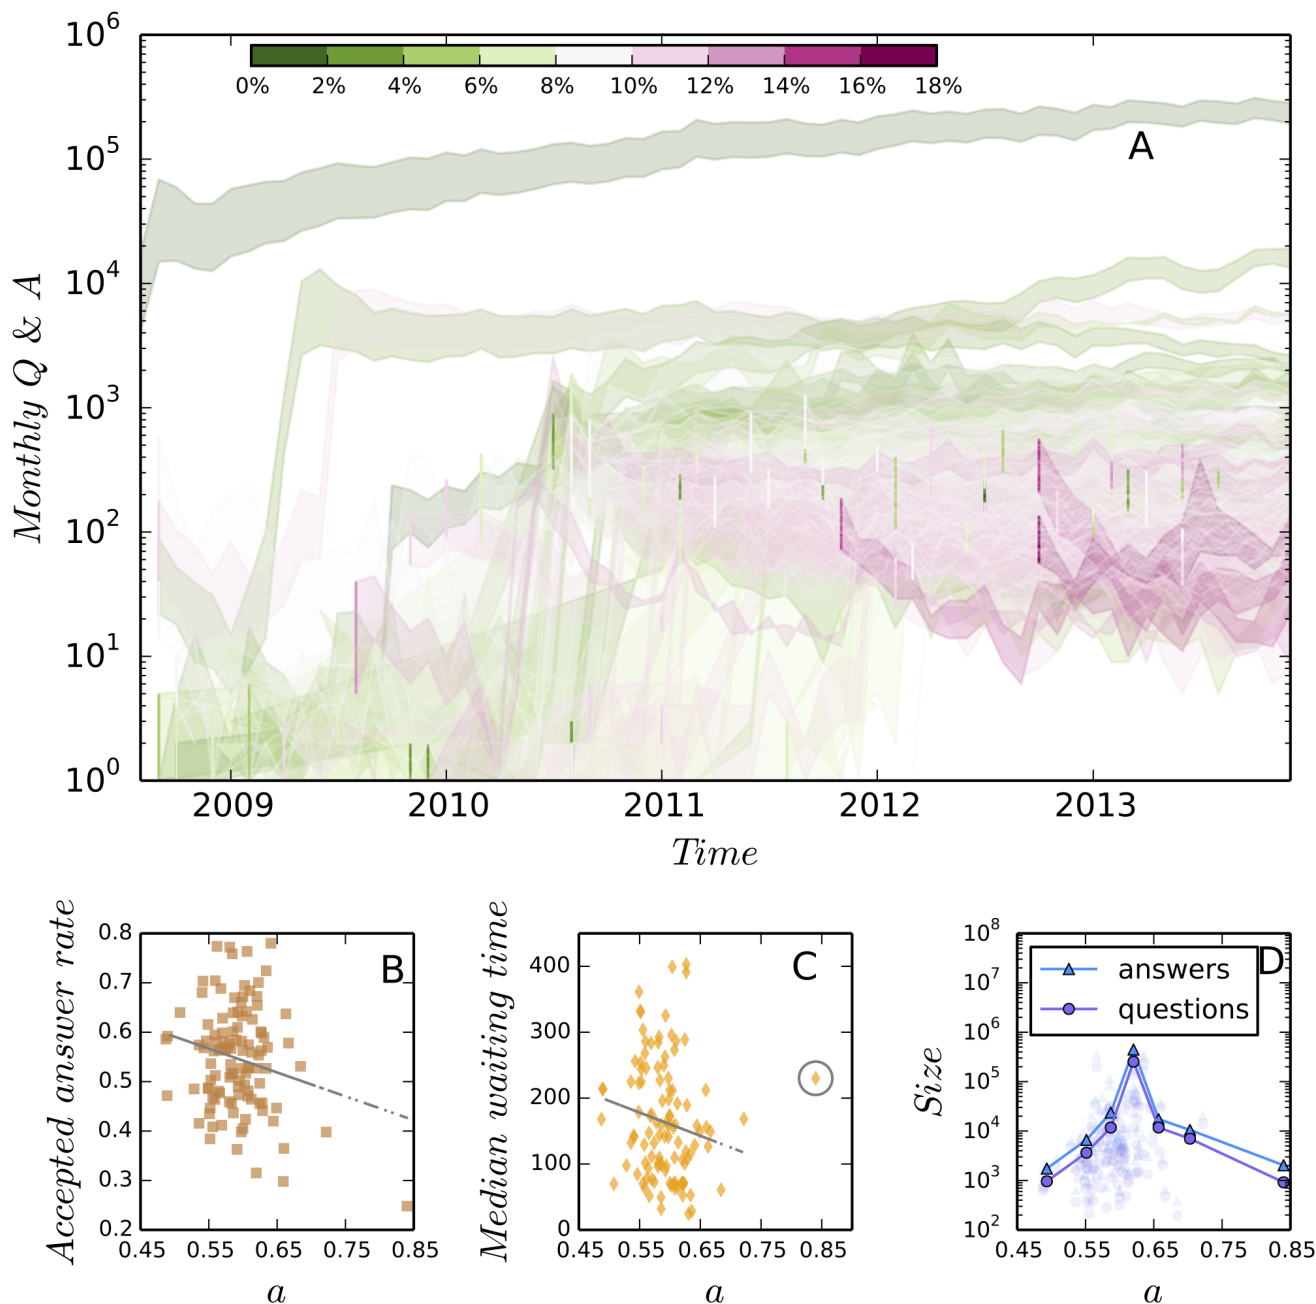 10^6
0% 2% 4% 6% 8% 10% 12% 14% 16% 18%
A
10^5
10^4
10^3
10^2
10^1
10^0
Monthly Q & A
2009 2010 2011 2012 2013
Time
B
0.8
0.7
0.6
0.5
0.4
0.3
0.2
Accepted answer rate
0.45 0.55 0.65 0.75 0.85
a
C
400
300
200
100
0
Median waiting time
0.45 0.55 0.65 0.75 0.85
a
D
answers
questions
10^8
10^7
10^6
10^5
10^4
10^3
10^2
Size
0.45 0.55 0.65 0.75 0.85
a